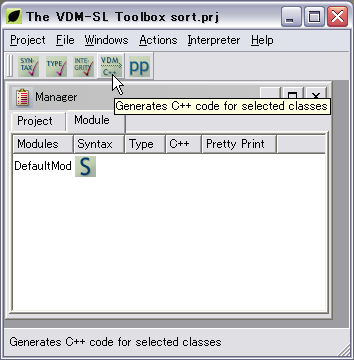 The VDM-SL Toolbox sort.prj
Project File Windows Actions Interpreter Help
SYN-TAX TYPE INTE-GRITY VDM C++ pp
Manager
Generates C++ code for selected classes
Project Module
Modules Syntax Type C++ Pretty Print
DefaultMod S
Generates C++ code for selected classes